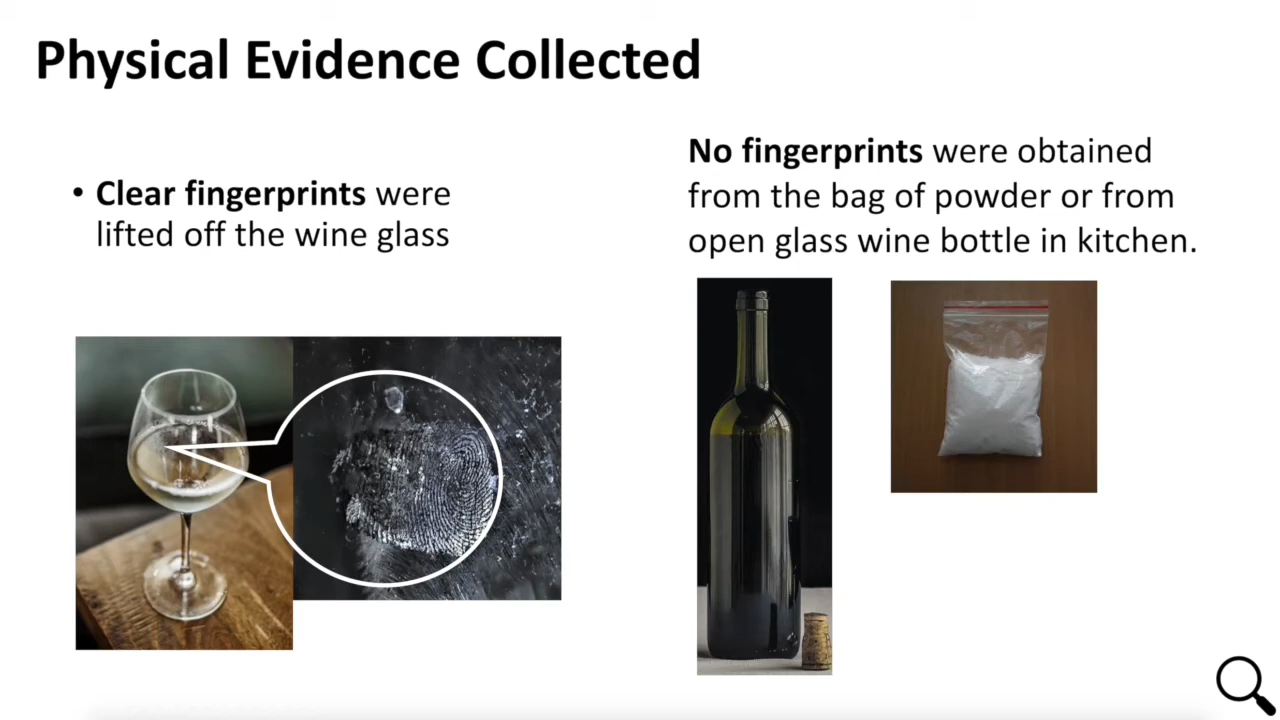 Physical Evidence Collected
• Clear fingerprints were
lifted off the wine glass
No fingerprints were obtained
from the bag of powder or from
open glass wine bottle in kitchen.